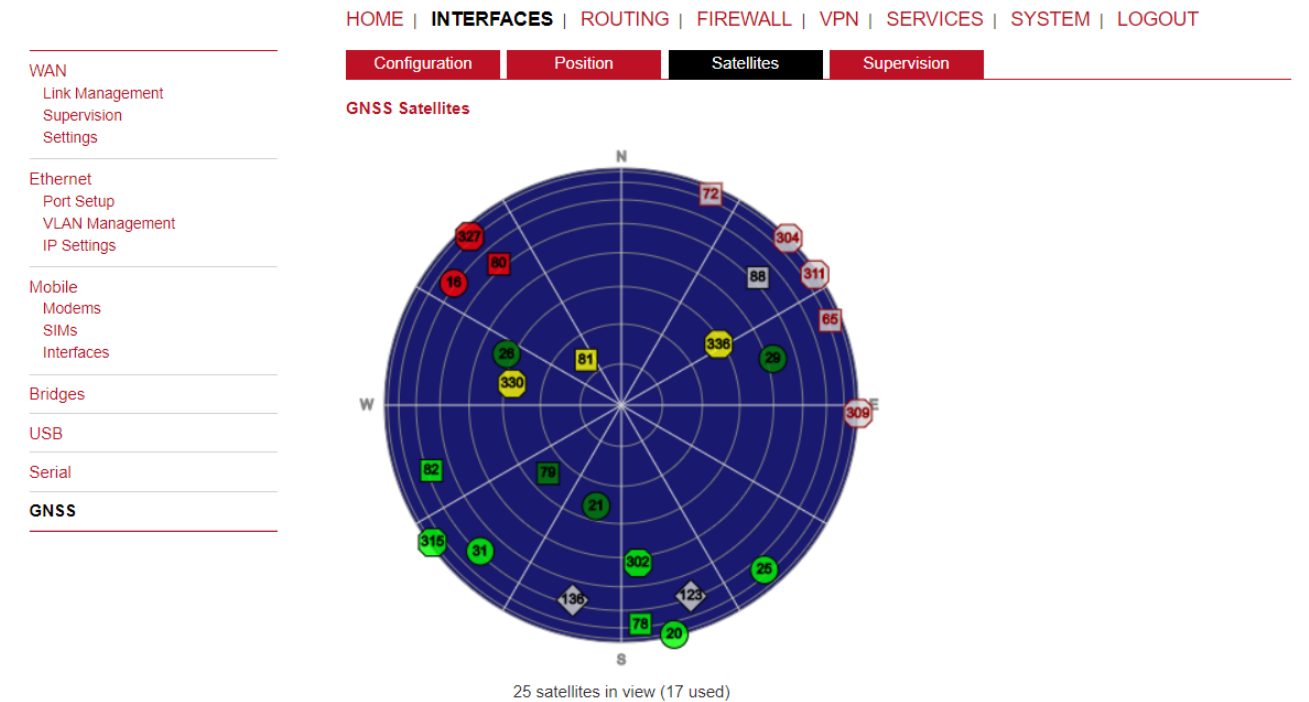 HOME | INTERFACES | ROUTING | FIREWALL | VPN | SERVICES | SYSTEM | LOGOUT
WAN
Link Management
Supervision
Settings
Ethernet
Port Setup
VLAN Management
IP Settings
Mobile
Modems
SIMs
Interfaces
Bridges
USB
Serial
GNSS
Configuration Position Satellites Supervision
GNSS Satellites
N
72
327 304
80
311
88
16
65
336
26 81 29
330
W E
309
82 79
21
315 31
302
25
136 123
78
20
S
25 satellites in view (17 used)